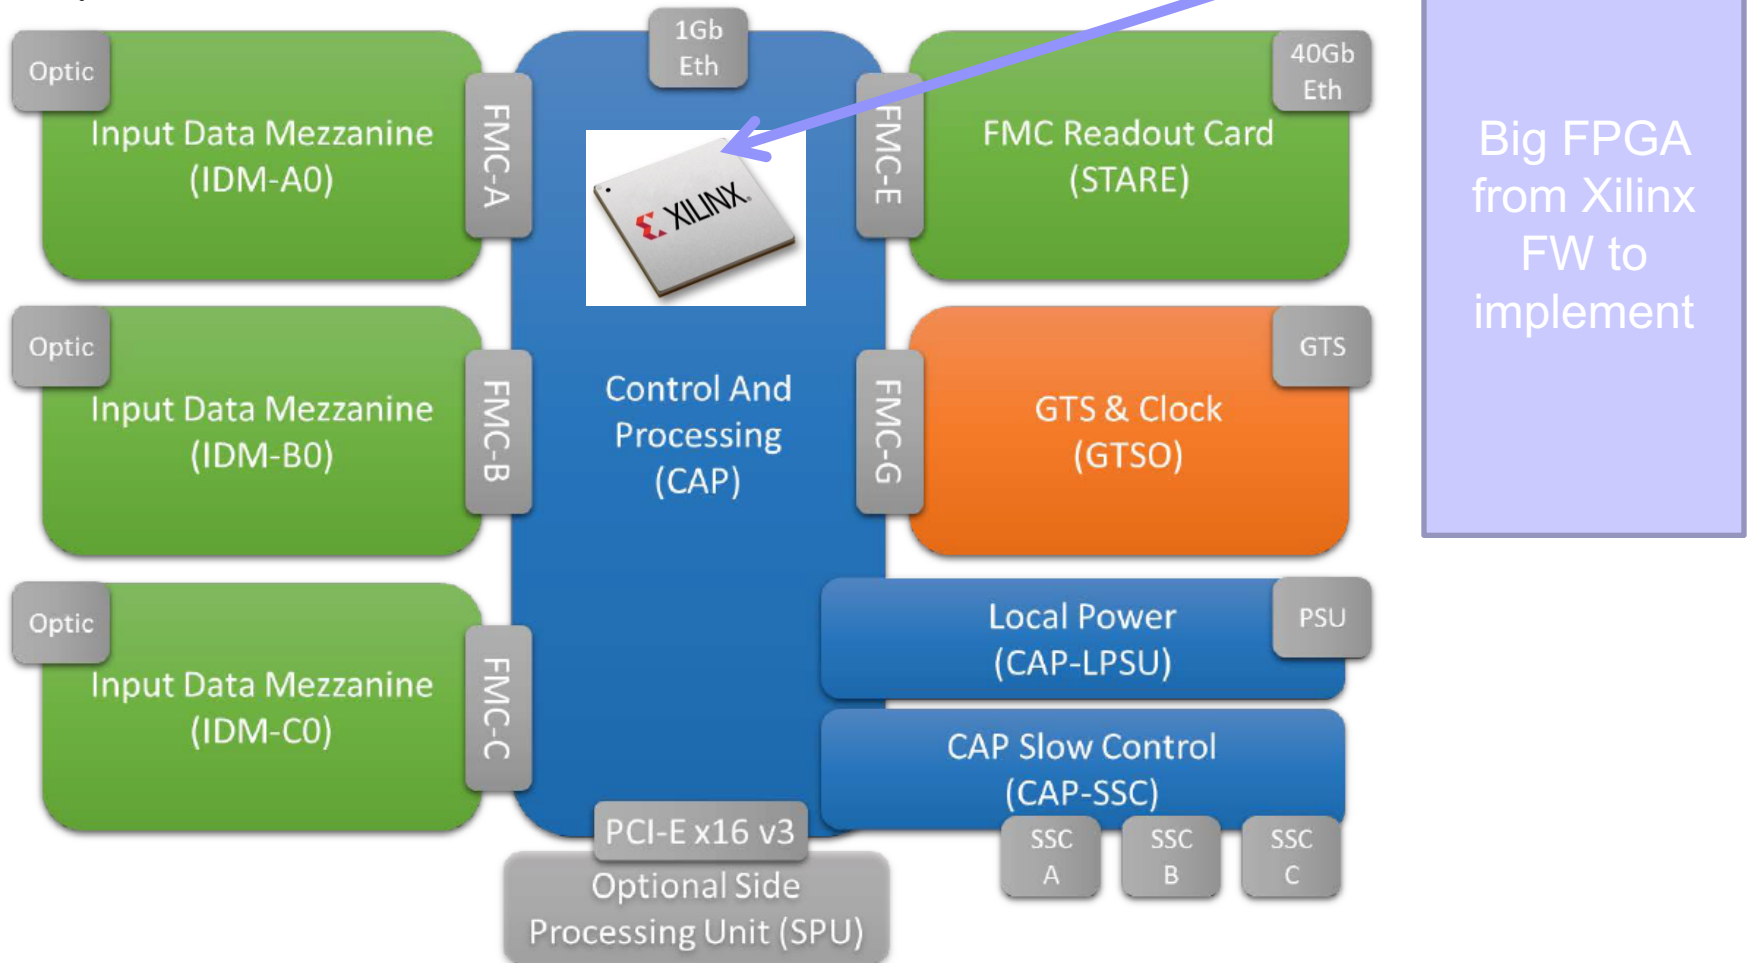 1Gb
Eth
Optic
Input Data Mezzanine
(IDM-A0)
FMC-A
XILINX.
FMC-E
FMC Readout Card
(STARE)
40Gb
Eth
Big FPGA
from Xilinx
FW to
implement
Optic
Input Data Mezzanine
(IDM-B0)
FMC-B
Control And
Processing
(CAP)
FMC-G
GTS & Clock
(GTSO)
GTS
Optic
Input Data Mezzanine
(IDM-C0)
FMC-C
Local Power
(CAP-LPSU)
PSU
CAP Slow Control
(CAP-SSC)
SSC
A
SSC
B
SSC
C
PCI-E x16 v3
Optional Side
Processing Unit (SPU)